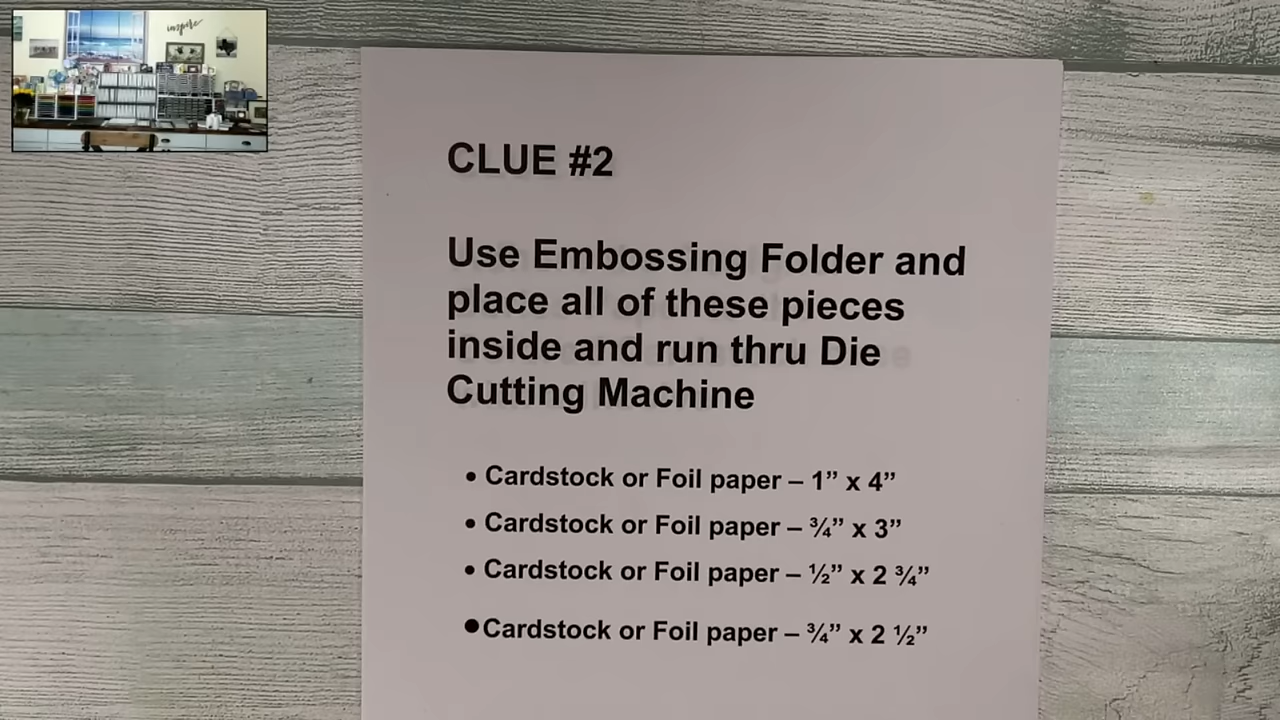 inspire
CLUE #2
Use Embossing Folder and
place all of these pieces
inside and run thru Die
Cutting Machine
• Cardstock or Foil paper – 1” x 4”
• Cardstock or Foil paper – ¾” x 3”
• Cardstock or Foil paper – ½” x 2 ¾”
•Cardstock or Foil paper – ¾” x 2 ½”